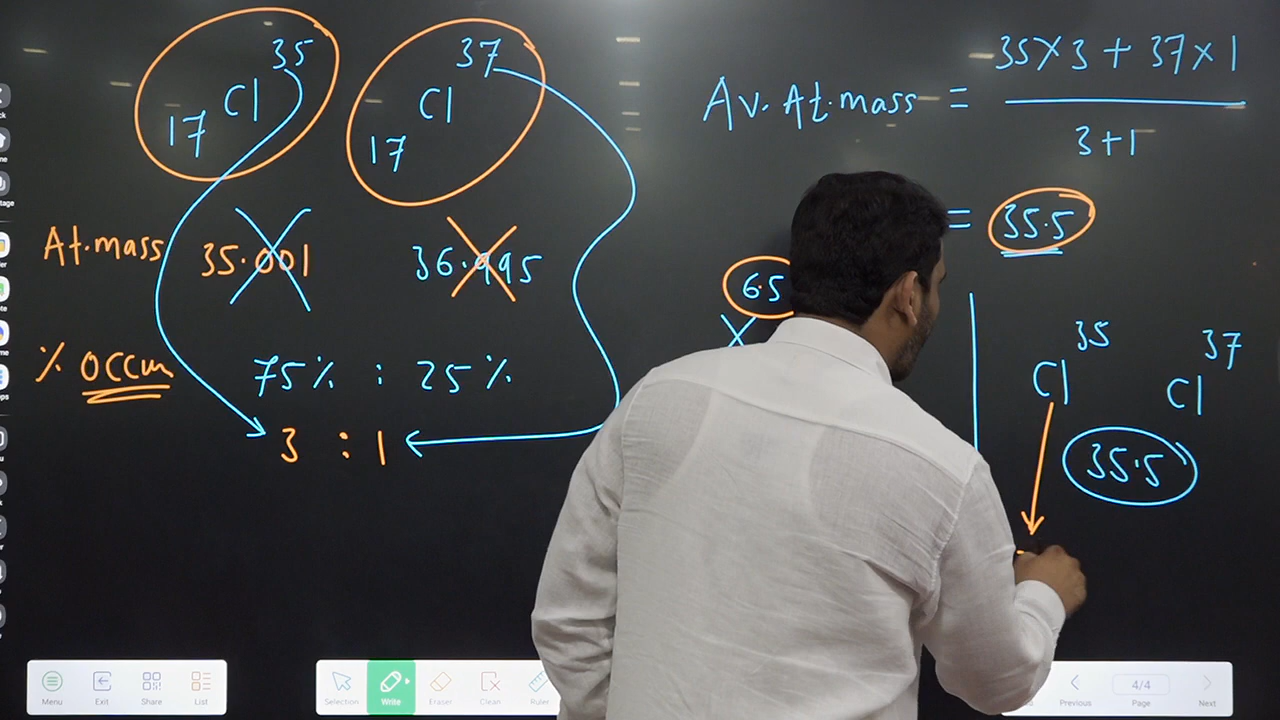 35 37
Cl Cl
17 17
At.mass 35.001 36.995
% occurn 75% : 25%
3 : 1
Av. At. mass = 35×3 + 37×1
3+1
= 35.5
6.5
Cl 35 Cl 37
35.5
Menu Exit Share List
Selection Write Eraser Clean Ruler
Previous 4/4 Page Next